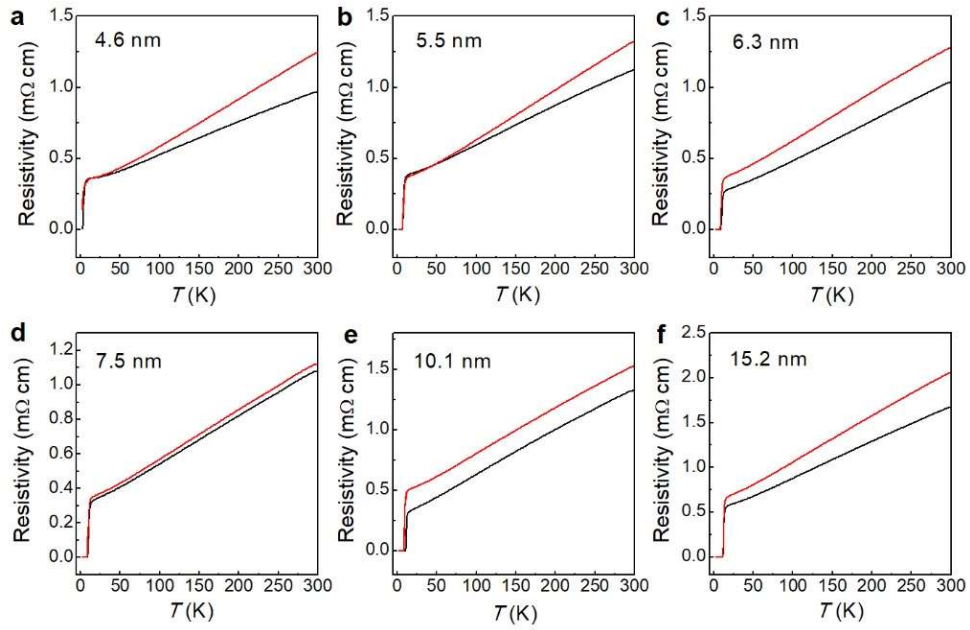 a
4.6 nm
Resistivity (mΩ cm)
1.5
1.0
0.5
0.0
0 50 100 150 200 250 300
T (K)
b
5.5 nm
Resistivity (mΩ cm)
1.5
1.0
0.5
0.0
0 50 100 150 200 250 300
T (K)
c
6.3 nm
Resistivity (mΩ cm)
1.5
1.0
0.5
0.0
0 50 100 150 200 250 300
T (K)
d
7.5 nm
Resistivity (mΩ cm)
1.2
1.0
0.8
0.6
0.4
0.2
0.0
0 50 100 150 200 250 300
T (K)
e
10.1 nm
Resistivity (mΩ cm)
1.5
1.0
0.5
0.0
0 50 100 150 200 250 300
T (K)
f
15.2 nm
Resistivity (mΩ cm)
2.5
2.0
1.5
1.0
0.5
0.0
0 50 100 150 200 250 300
T (K)